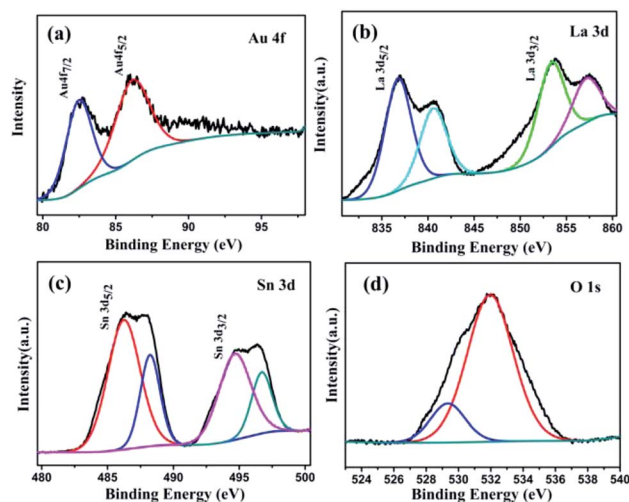 (a)
Au 4f
Au4f7/2
Au4f5/2
Intensity
80 85 90 95
Binding Energy (eV)
(b)
La 3d
La 3d5/2
La 3d3/2
Intensity(a.u.)
835 840 845 850 855 860
Binding Energy (eV)
(c)
Sn 3d
Sn 3d5/2
Sn 3d3/2
Intensity(a.u.)
480 485 490 495 500
Binding Energy (eV)
(d)
O 1s
Intensity(a.u.)
524 526 528 530 532 534 536 538 540
Binding Energy (eV)